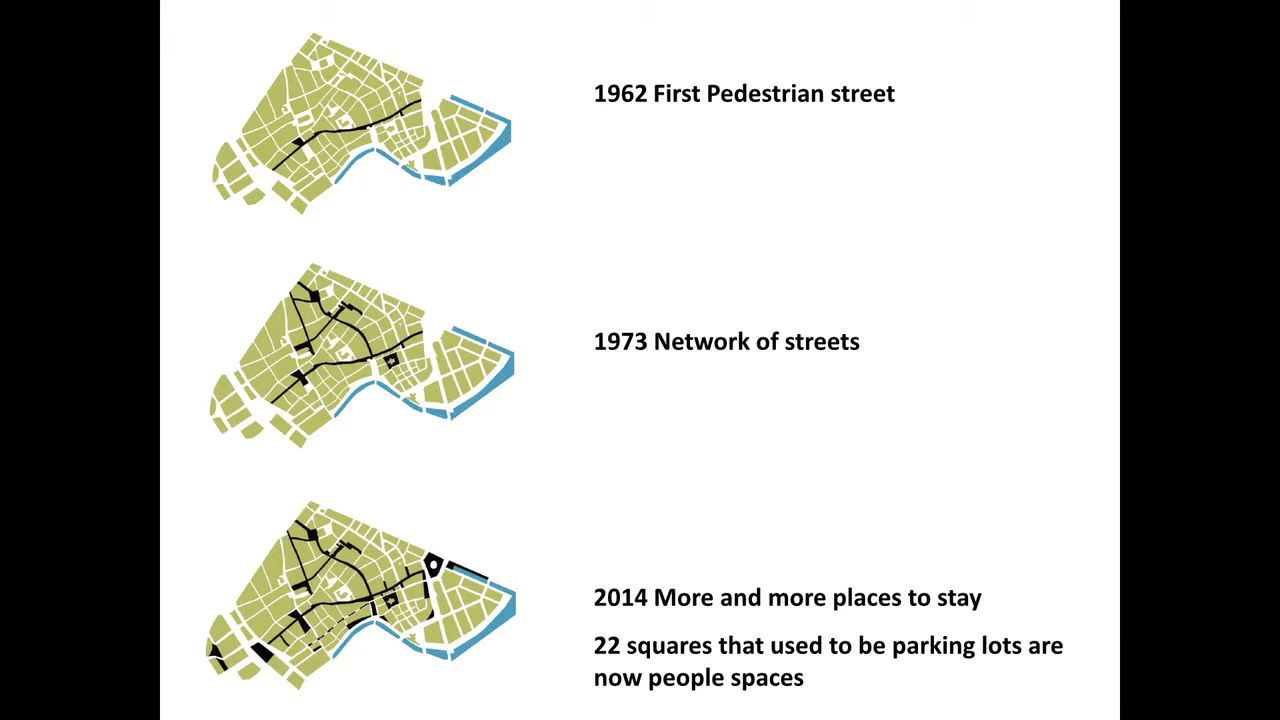 1962 First Pedestrian street
1973 Network of streets
2014 More and more places to stay
22 squares that used to be parking lots are
now people spaces